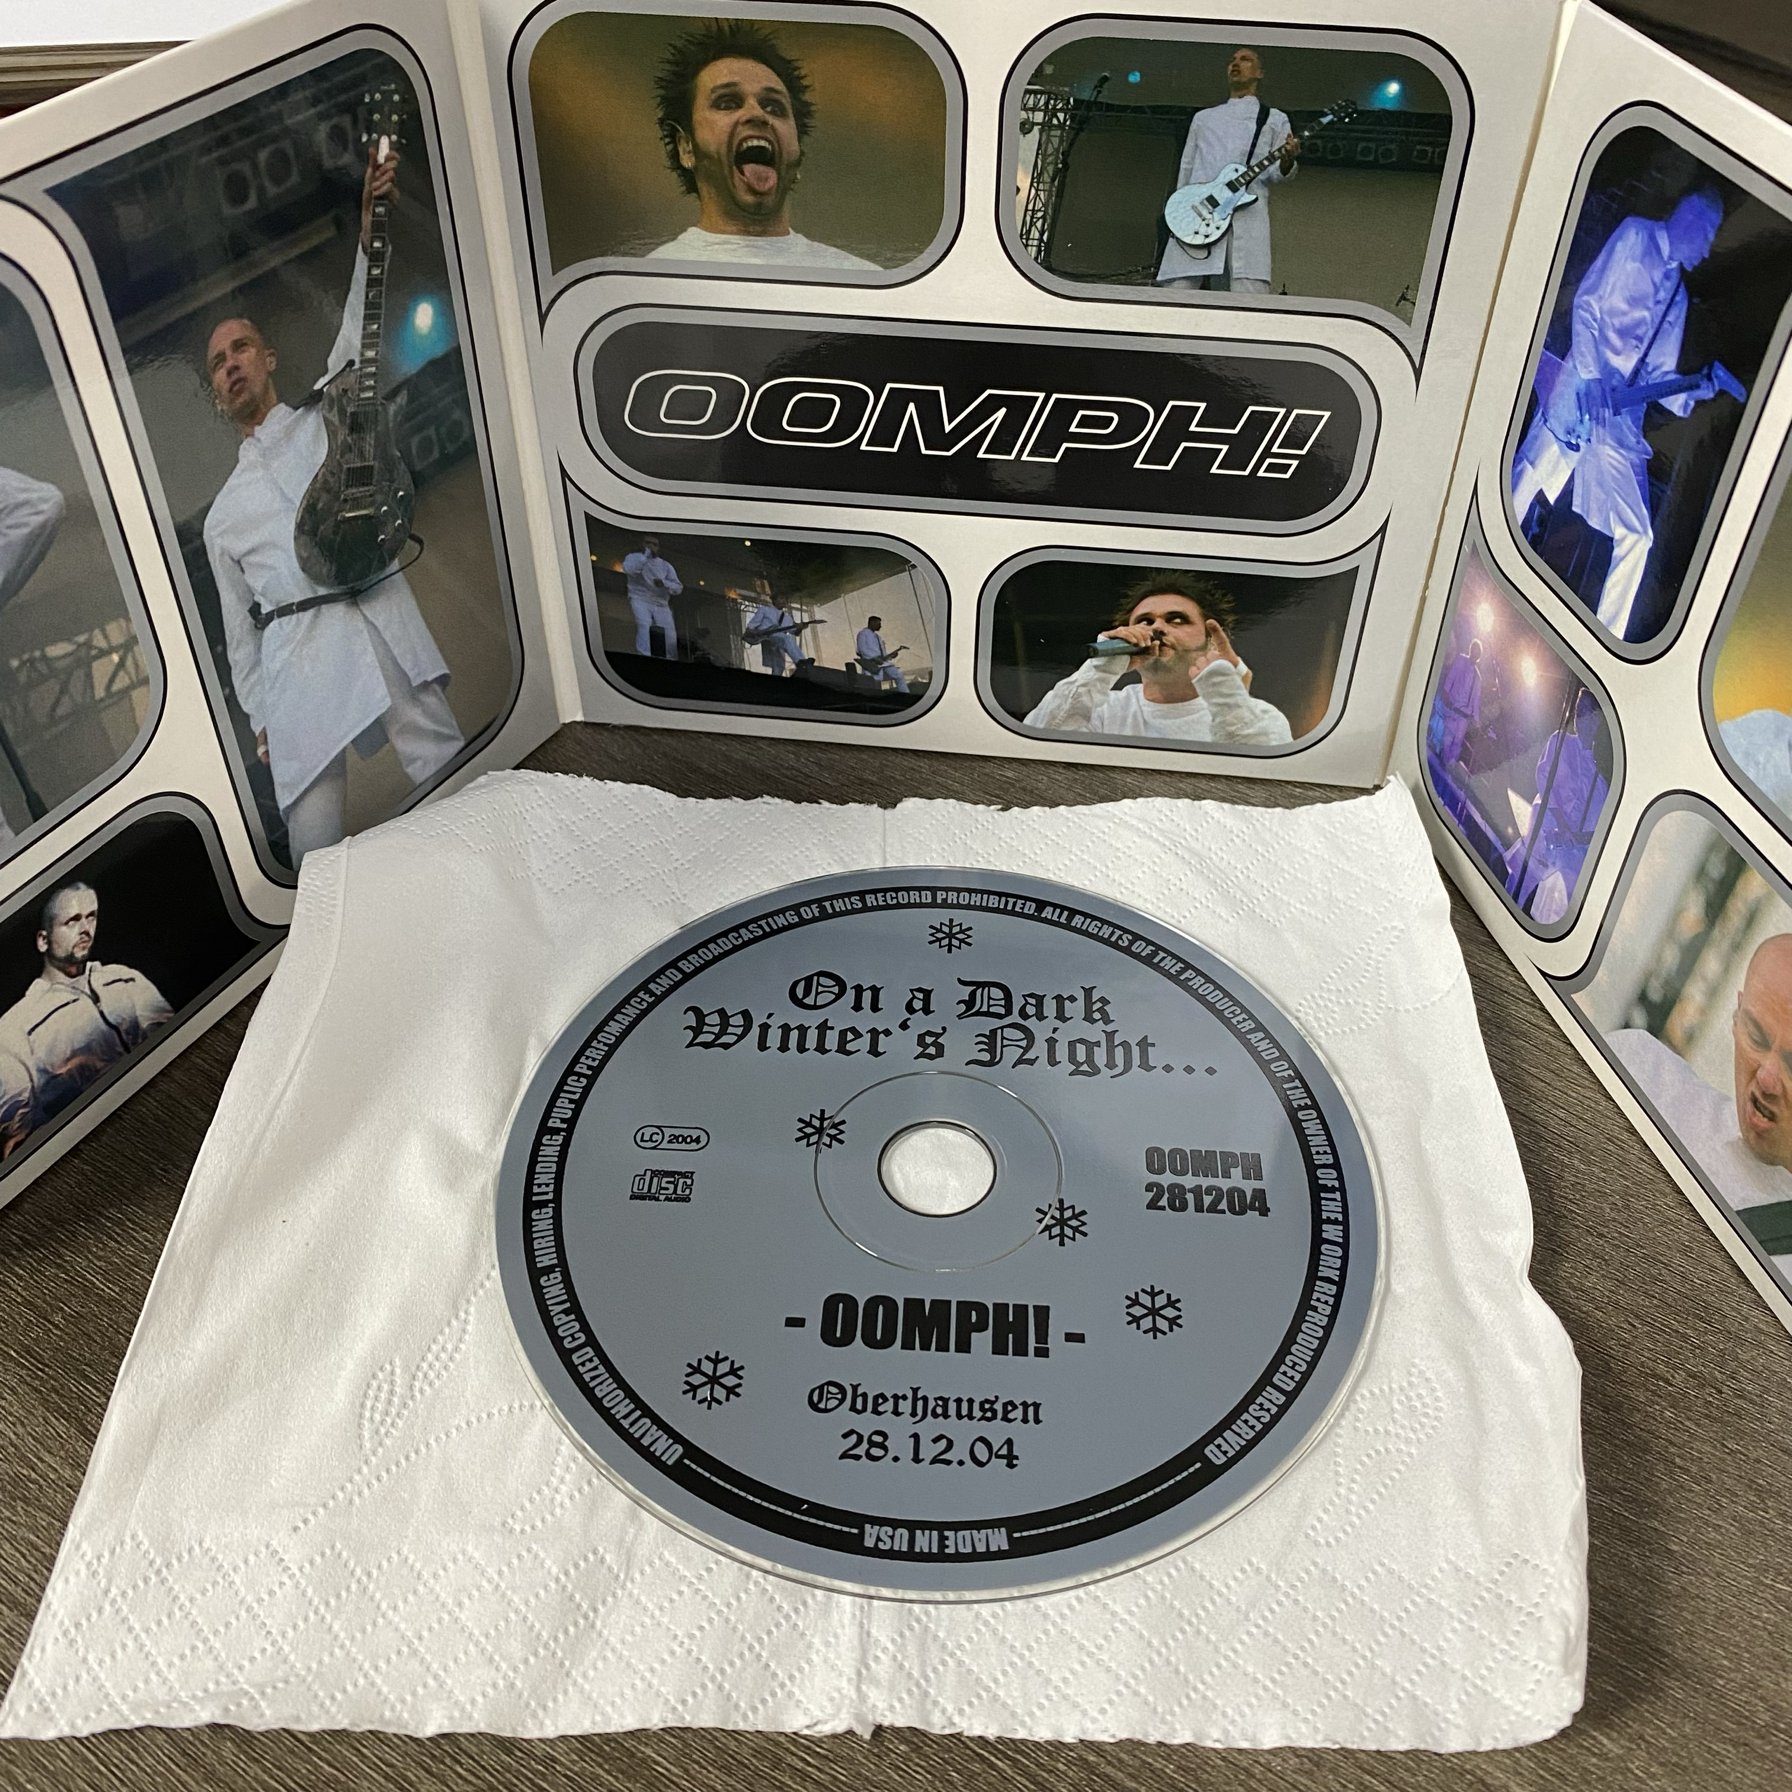 OOMPH!
On a Dark
Winter's Night...
LC 2004
COMPACT
disc
DIGITAL AUDIO
OOMPH
281204
- OOMPH! -
Oberhausen
28.12.04
UNAUTHORIZED COPYING, HIRING, LENDING, PUPLIC PERFOMANCE AND BROADCASTING OF THIS RECORD PROHIBITED. ALL RIGHTS OF THE PRODUCER AND OF THE OWNER OF THE W ORK REPRODUCED RESERVED
MADE IN USA